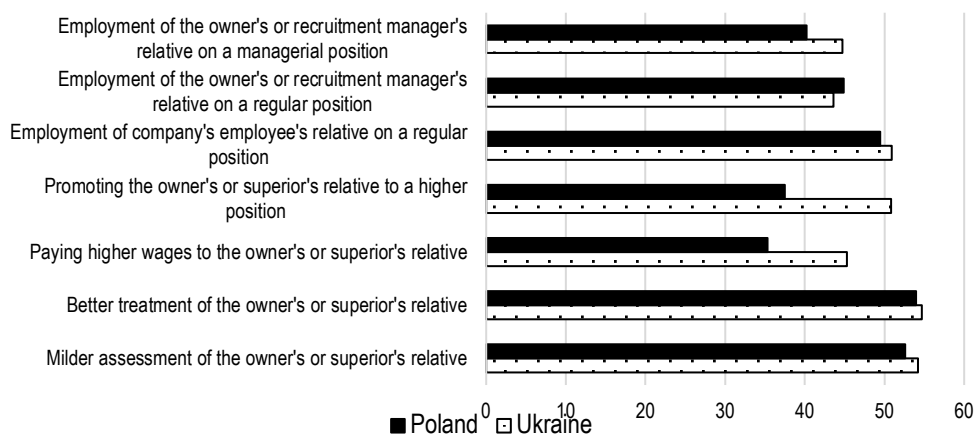 Employment of the owner's or recruitment manager's
relative on a managerial position
Employment of the owner's or recruitment manager's
relative on a regular position
Employment of company's employee's relative on a regular
position
Promoting the owner's or superior's relative to a higher
position
Paying higher wages to the owner's or superior's relative
Better treatment of the owner's or superior's relative
Milder assessment of the owner's or superior's relative
0 10 20 30 40 50 60
Poland Ukraine